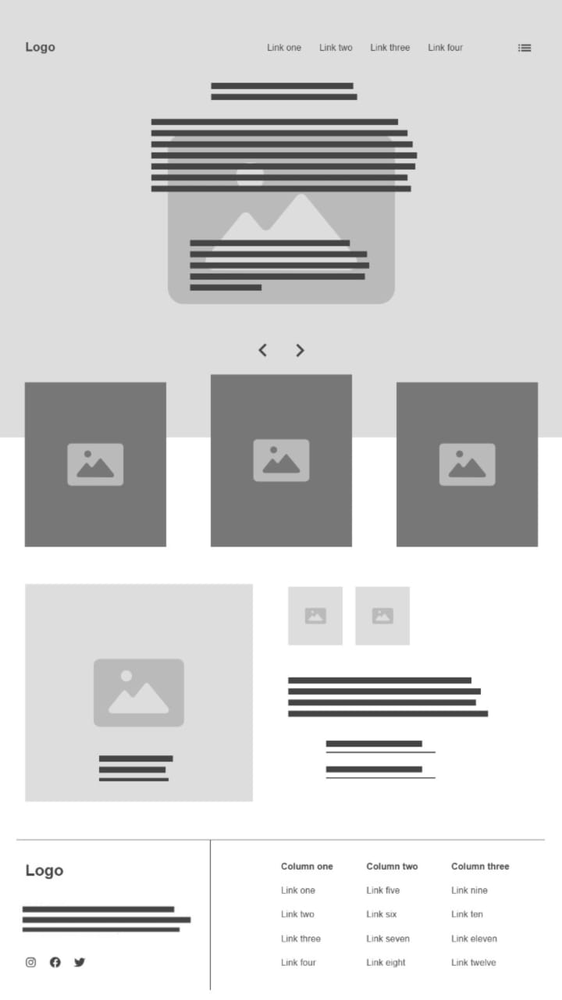 Logo
Link one Link two Link three Link four
Logo
Column one Column two Column three
Link one Link five Link nine
Link two Link six Link ten
Link three Link seven Link eleven
Link four Link eight Link twelve